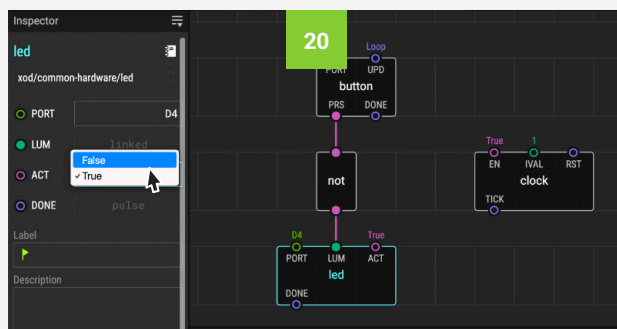 Inspector
led
xod/common-hardware/led
PORT
D4
LUM
linked
ACT
False
✓ True
DONE
pulse
Label
Description
20
Loop
PORT
UPD
button
PRS
DONE
not
D4
True
PORT
LUM
ACT
led
DONE
True
1
EN
IVAL
RST
clock
TICK